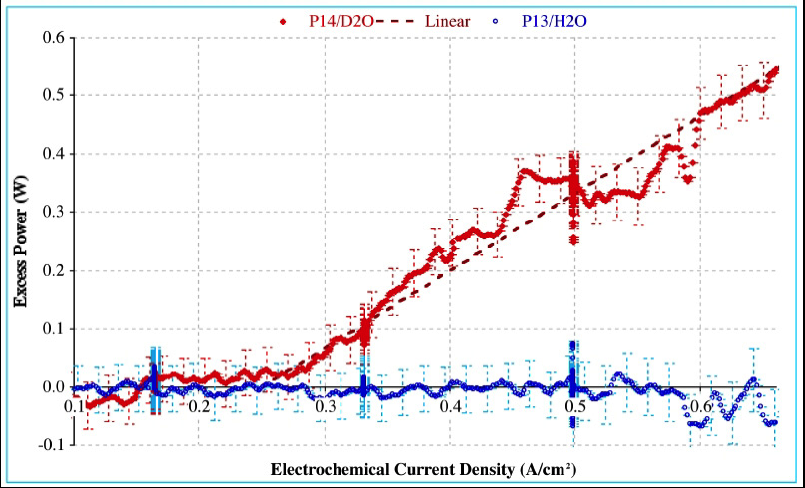 P14/D2O Linear P13/H2O
0.6
0.5
0.4
0.3
0.2
0.1
0.0
-0.1
0.1 0.2 0.3 0.4 0.5 0.6
Excess Power (W)
Electrochemical Current Density (A/cm²)